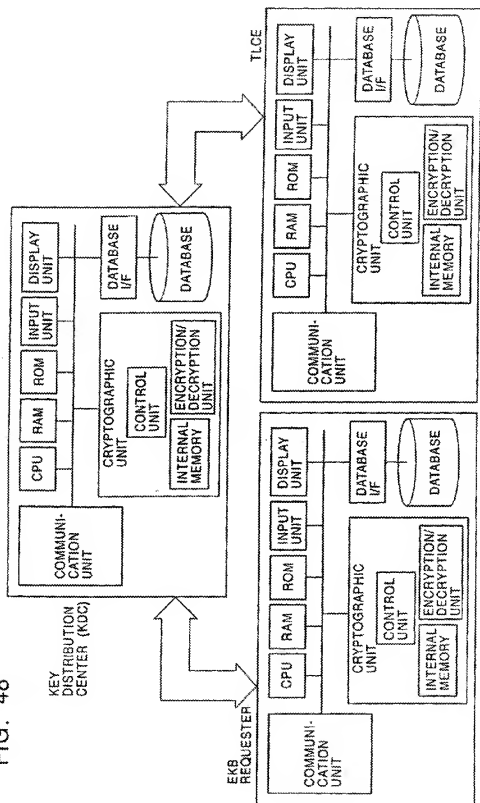 FIG. 48
KEY
DISTRIBUTION
CENTER (KDC)
COMMUNI-
CATION
UNIT
CPU
RAM
ROM
INPUT
UNIT
DISPLAY
UNIT
CRYPTOGRAPHIC
UNIT
CONTROL
UNIT
INTERNAL
MEMORY
ENCRYPTION/
DECRYPTION
UNIT
DATABASE
I/F
DATABASE
EKB
REQUESTER
COMMUNI-
CATION
UNIT
CPU
RAM
ROM
INPUT
UNIT
DISPLAY
UNIT
CRYPTOGRAPHIC
UNIT
CONTROL
UNIT
INTERNAL
MEMORY
ENCRYPTION/
DECRYPTION
UNIT
DATABASE
I/F
DATABASE
TLCE
COMMUNI-
CATION
UNIT
CPU
RAM
ROM
INPUT
UNIT
DISPLAY
UNIT
CRYPTOGRAPHIC
UNIT
CONTROL
UNIT
INTERNAL
MEMORY
ENCRYPTION/
DECRYPTION
UNIT
DATABASE
I/F
DATABASE